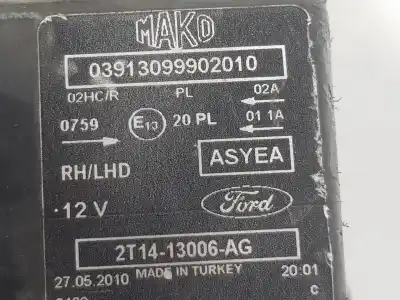 MAKO
03913099902010
02HC/R PL 02A
0759 E13 20 PL 01 1A
RH/LHD ASYEA
12 V Ford
2T14-13006-AG
27.05.2010 MADE IN TURKEY 20:01
c